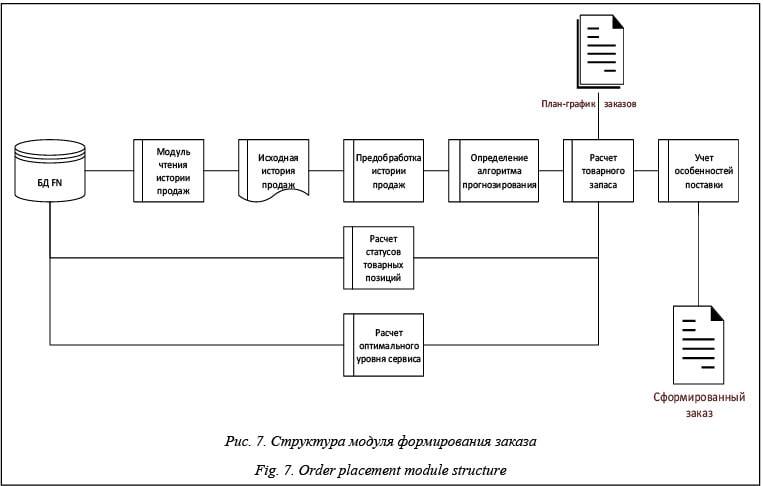 План-график заказов
БД FN
Модуль
чтения
истории
продаж
Исходная
история
продаж
Предобработка
истории
продаж
Определение
алгоритма
прогнозирования
Расчет
товарного
запаса
Учет
особенностей
поставки
Расчет
статусов
товарных
позиций
Расчет
оптимального
уровня сервиса
Сформированный
заказ
Рис. 7. Структура модуля формирования заказа
Fig. 7. Order placement module structure